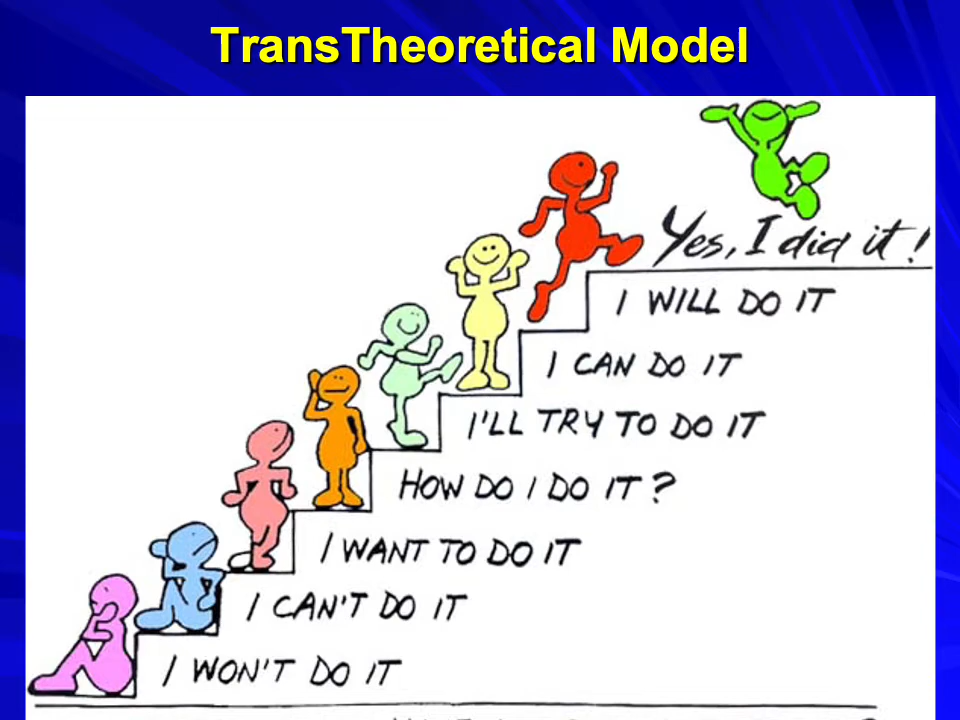 TransTheoretical Model
Yes, I did it!
I WILL DO IT
I CAN DO IT
I'LL TRY TO DO IT
HOW DO I DO IT?
I WANT TO DO IT
I CAN'T DO IT
I WON'T DO IT